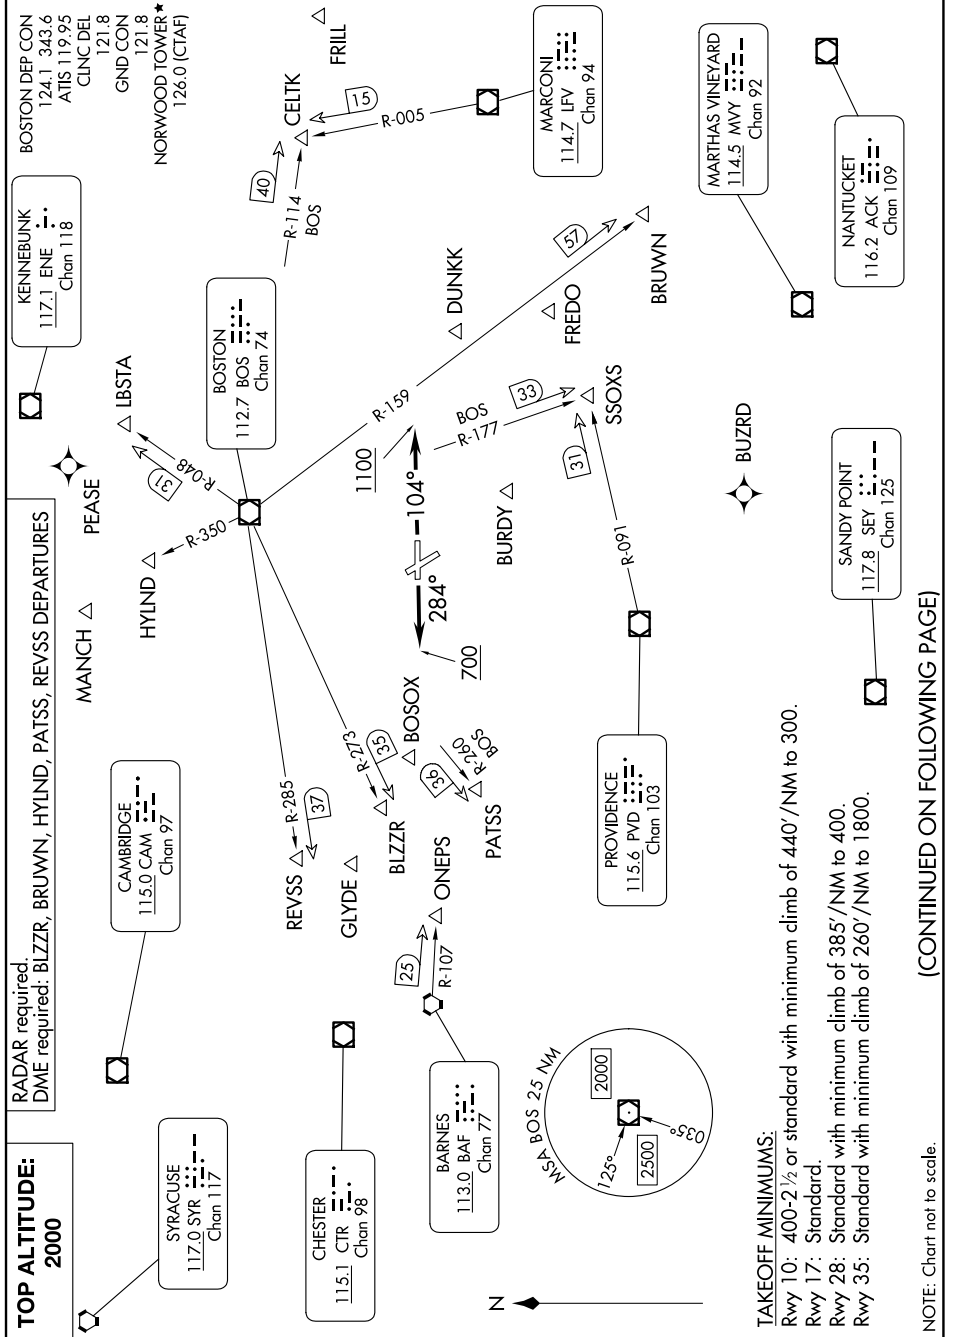 TOP ALTITUDE:
2000
RADAR required.
DME required: BLZZR, BRUWN, HYLND, PATSS, REVSS DEPARTURES
BOSTON DEP CON
124.1 343.6
ATIS 119.95
CLNC DEL
121.8
GND CON
121.8
NORWOOD TOWER★
126.0 (CTAF)
SYRACUSE
117.0 SYR
Chan 117
CAMBRIDGE
115.0 CAM
Chan 97
KENNEBUNK
117.1 ENE
Chan 118
MANCH
PEASE
LBSTA
HYLND
31
R-048
R-350
BOSTON
112.7 BOS
Chan 74
FRILL
CELTK
40
R-114
BOS
15
R-005
MARCONI
114.7 LFV
Chan 94
CHESTER
115.1 CTR
Chan 98
REVSS
37
R-285
GLYDE
BLZZR
35
R-273
BOSOX
R-159
1100
104°
284°
700
DUNKK
57
BRUWN
FREDO
BARNES
113.0 BAF
Chan 77
25
R-107
ONEPS
PATSS
36
R-260
BOS
BURDY
BOS
R-177
33
SSOXS
31
R-091
PROVIDENCE
115.6 PVD
Chan 103
MARTHAS VINEYARD
114.5 MVY
Chan 92
BUZRD
NANTUCKET
116.2 ACK
Chan 109
SANDY POINT
117.8 SEY
Chan 125
N
MSA BOS 25 NM
125°
2000
2500
035°
TAKEOFF MINIMUMS:
Rwy 10: 400-2½ or standard with minimum climb of 440'/NM to 300.
Rwy 17: Standard.
Rwy 28: Standard with minimum climb of 385'/NM to 400.
Rwy 35: Standard with minimum climb of 260'/NM to 1800.
NOTE: Chart not to scale.
(CONTINUED ON FOLLOWING PAGE)